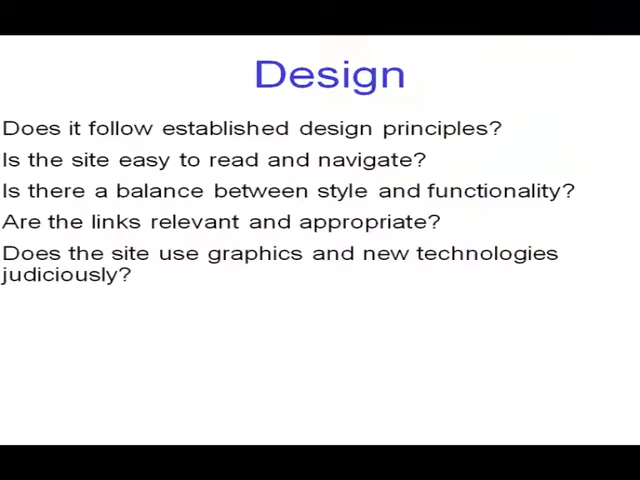 Design
Does it follow established design principles?
Is the site easy to read and navigate?
Is there a balance between style and functionality?
Are the links relevant and appropriate?
Does the site use graphics and new technologies
judiciously?